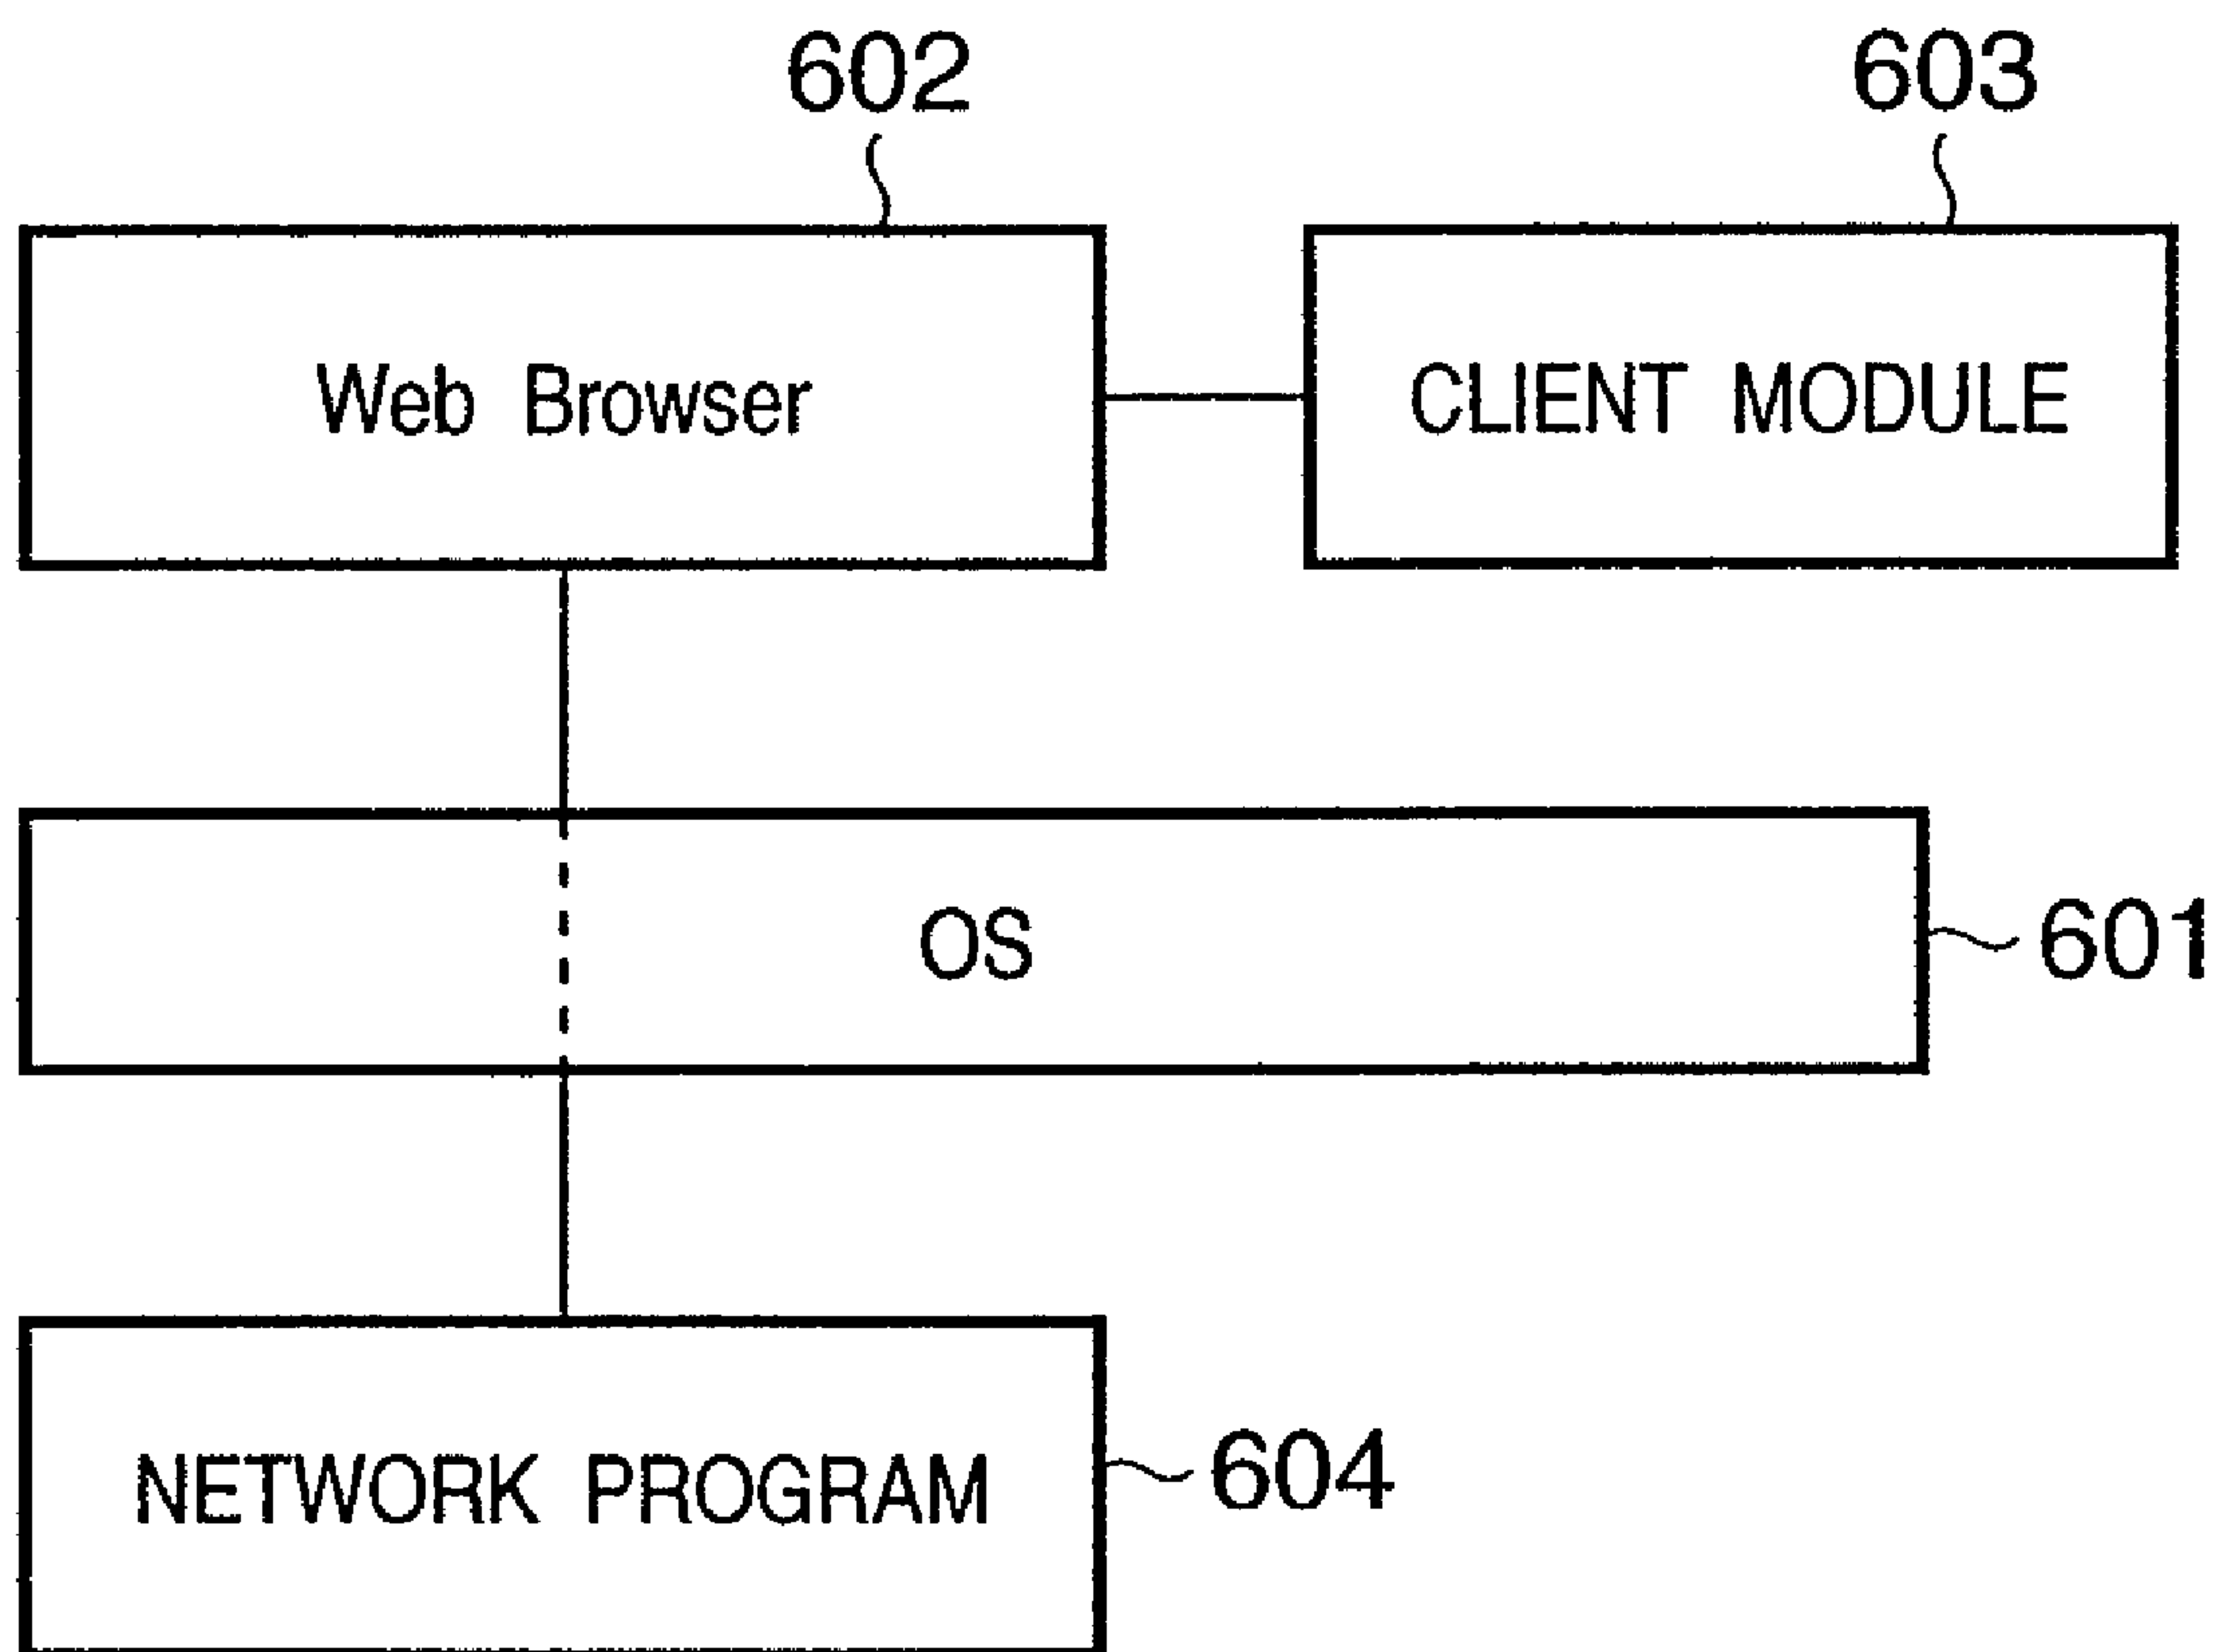 602
603
Web Browser
CLIENT MODULE
OS
601
NETWORK PROGRAM
604